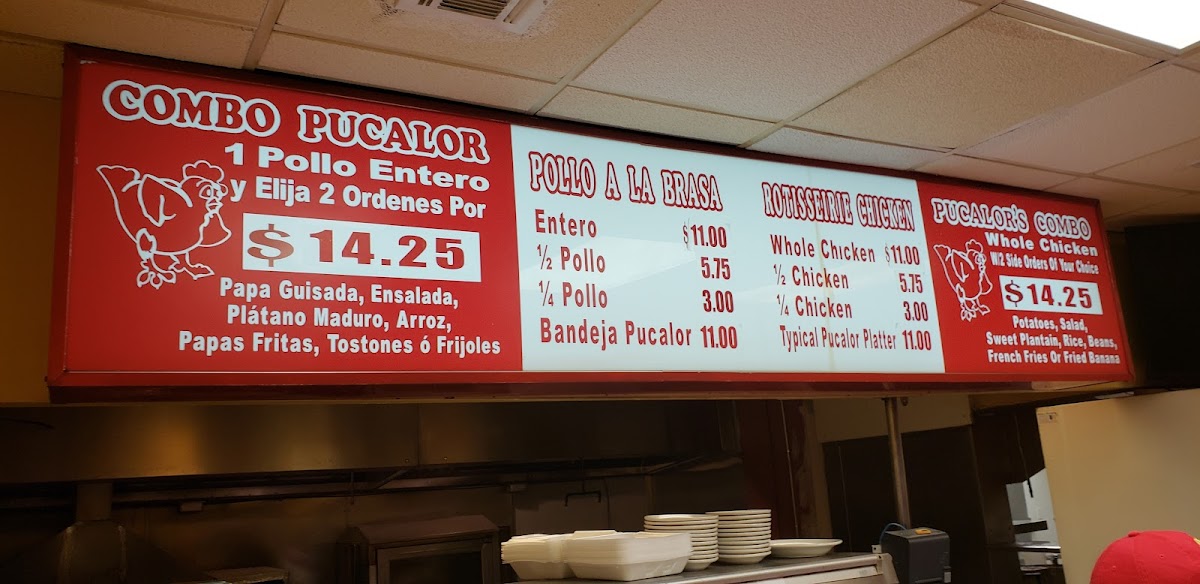 COMBO PUCALOR
1 Pollo Entero
y Elija 2 Ordenes Por
$14.25
Papa Guisada, Ensalada,
Plátano Maduro, Arroz,
Papas Fritas, Tostones ó Frijoles
POLLO A LA BRASA
Entero $11.00
½ Pollo 5.75
¼ Pollo 3.00
Bandeja Pucalor 11.00
ROTISSEIRIE CHICKEN
Whole Chicken $11.00
½ Chicken 5.75
¼ Chicken 3.00
Typical Pucalor Platter 11.00
PUCALOR'S COMBO
Whole Chicken
W/2 Side Orders Of Your Choice
$14.25
Potatoes, Salad,
Sweet Plantain, Rice, Beans,
French Fries Or Fried Banana